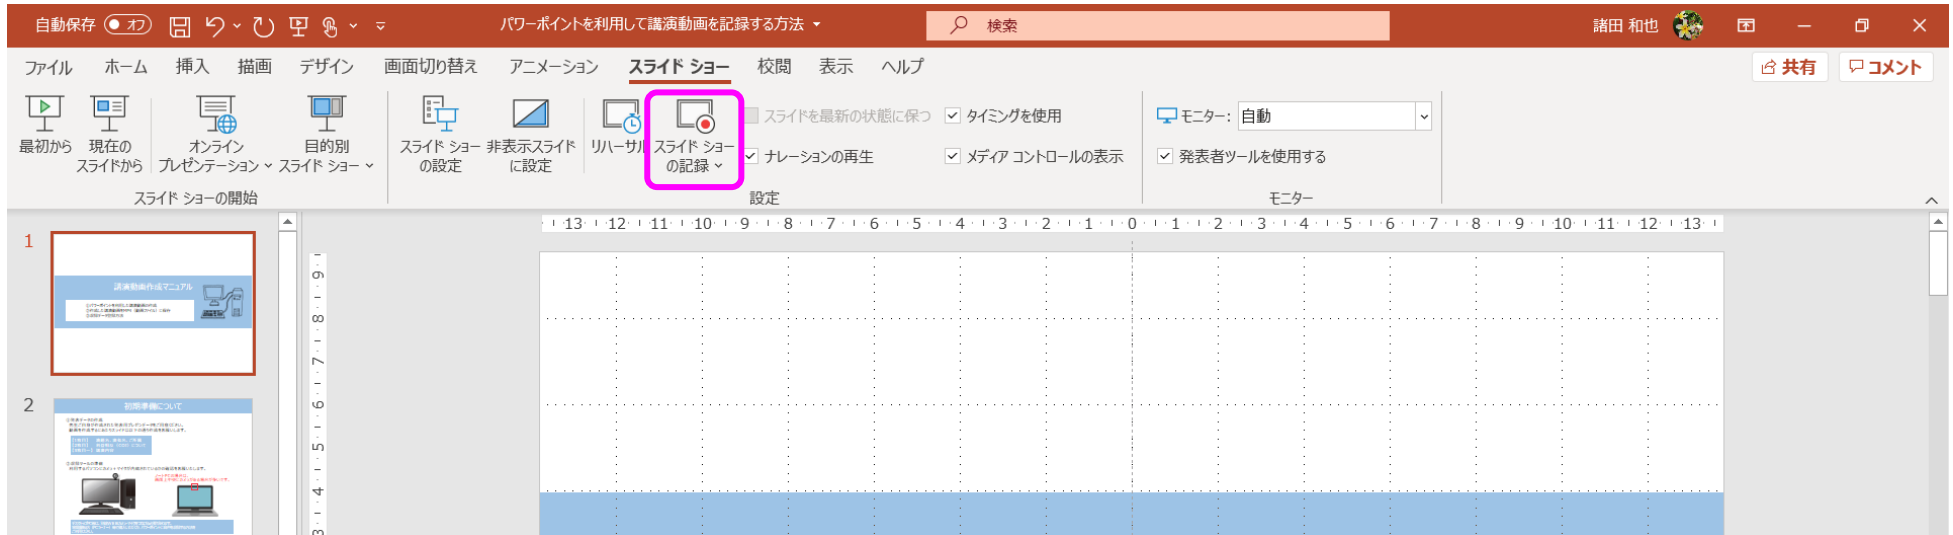 自動保存 オフ
パワーポイントを利用して講演動画を記録する方法
検索
諸田 和也
ファイル ホーム 挿入 描画 デザイン 画面切り替え アニメーション スライド ショー 校閲 表示 ヘルプ
共有 コメント
最初から
現在の
スライドから
オンライン
プレゼンテーション
目的別
スライド ショー
スライド ショーの開始
スライド ショー
の設定
非表示スライド
に設定
リハーサル
スライド ショー
の記録
スライドを最新の状態に保つ
ナレーションの再生
タイミングを使用
メディア コントロールの表示
設定
モニター: 自動
発表者ツールを使用する
モニター
13 12 11 10 9 8 7 6 5 4 3 2 1 0 1 2 3 4 5 6 7 8 9 10 11 12 13
9
8
7
6
5
4
3
1
講演動画作成マニュアル
2
初期準備について